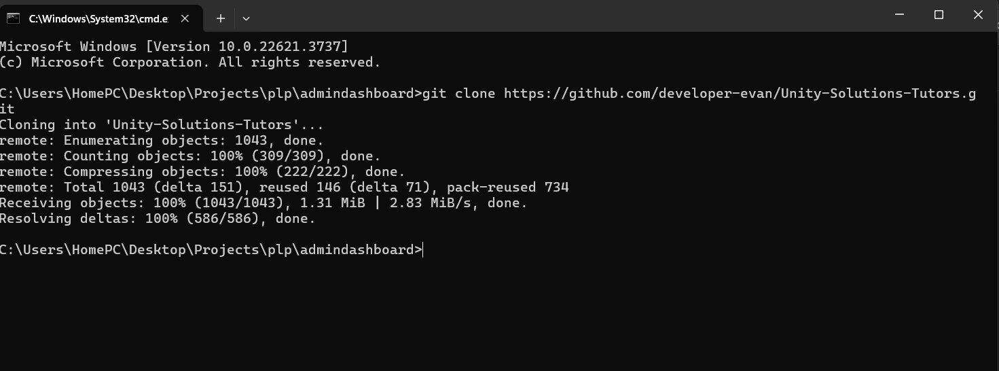 C:\Windows\System32\cmd.e
Microsoft Windows [Version 10.0.22621.3737]
(c) Microsoft Corporation. All rights reserved.
C:\Users\HomePC\Desktop\Projects\plp\admindashboard>git clone https://github.com/developer-evan/Unity-Solutions-Tutors.g
it
Cloning into 'Unity-Solutions-Tutors'...
remote: Enumerating objects: 1043, done.
remote: Counting objects: 100% (309/309), done.
remote: Compressing objects: 100% (222/222), done.
remote: Total 1043 (delta 151), reused 146 (delta 71), pack-reused 734
Receiving objects: 100% (1043/1043), 1.31 MiB | 2.83 MiB/s, done.
Resolving deltas: 100% (586/586), done.
C:\Users\HomePC\Desktop\Projects\plp\admindashboard>